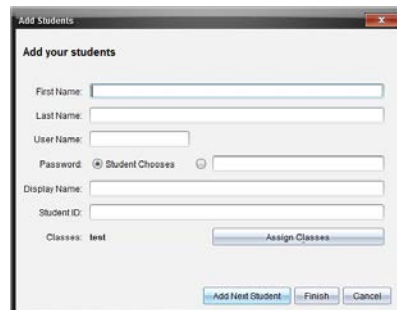 Add Students
Add your students
First Name:
Last Name:
User Name:
Password: Student Chooses
Display Name:
Student ID:
Classes: test Assign Classes
Add Next Student Finish Cancel